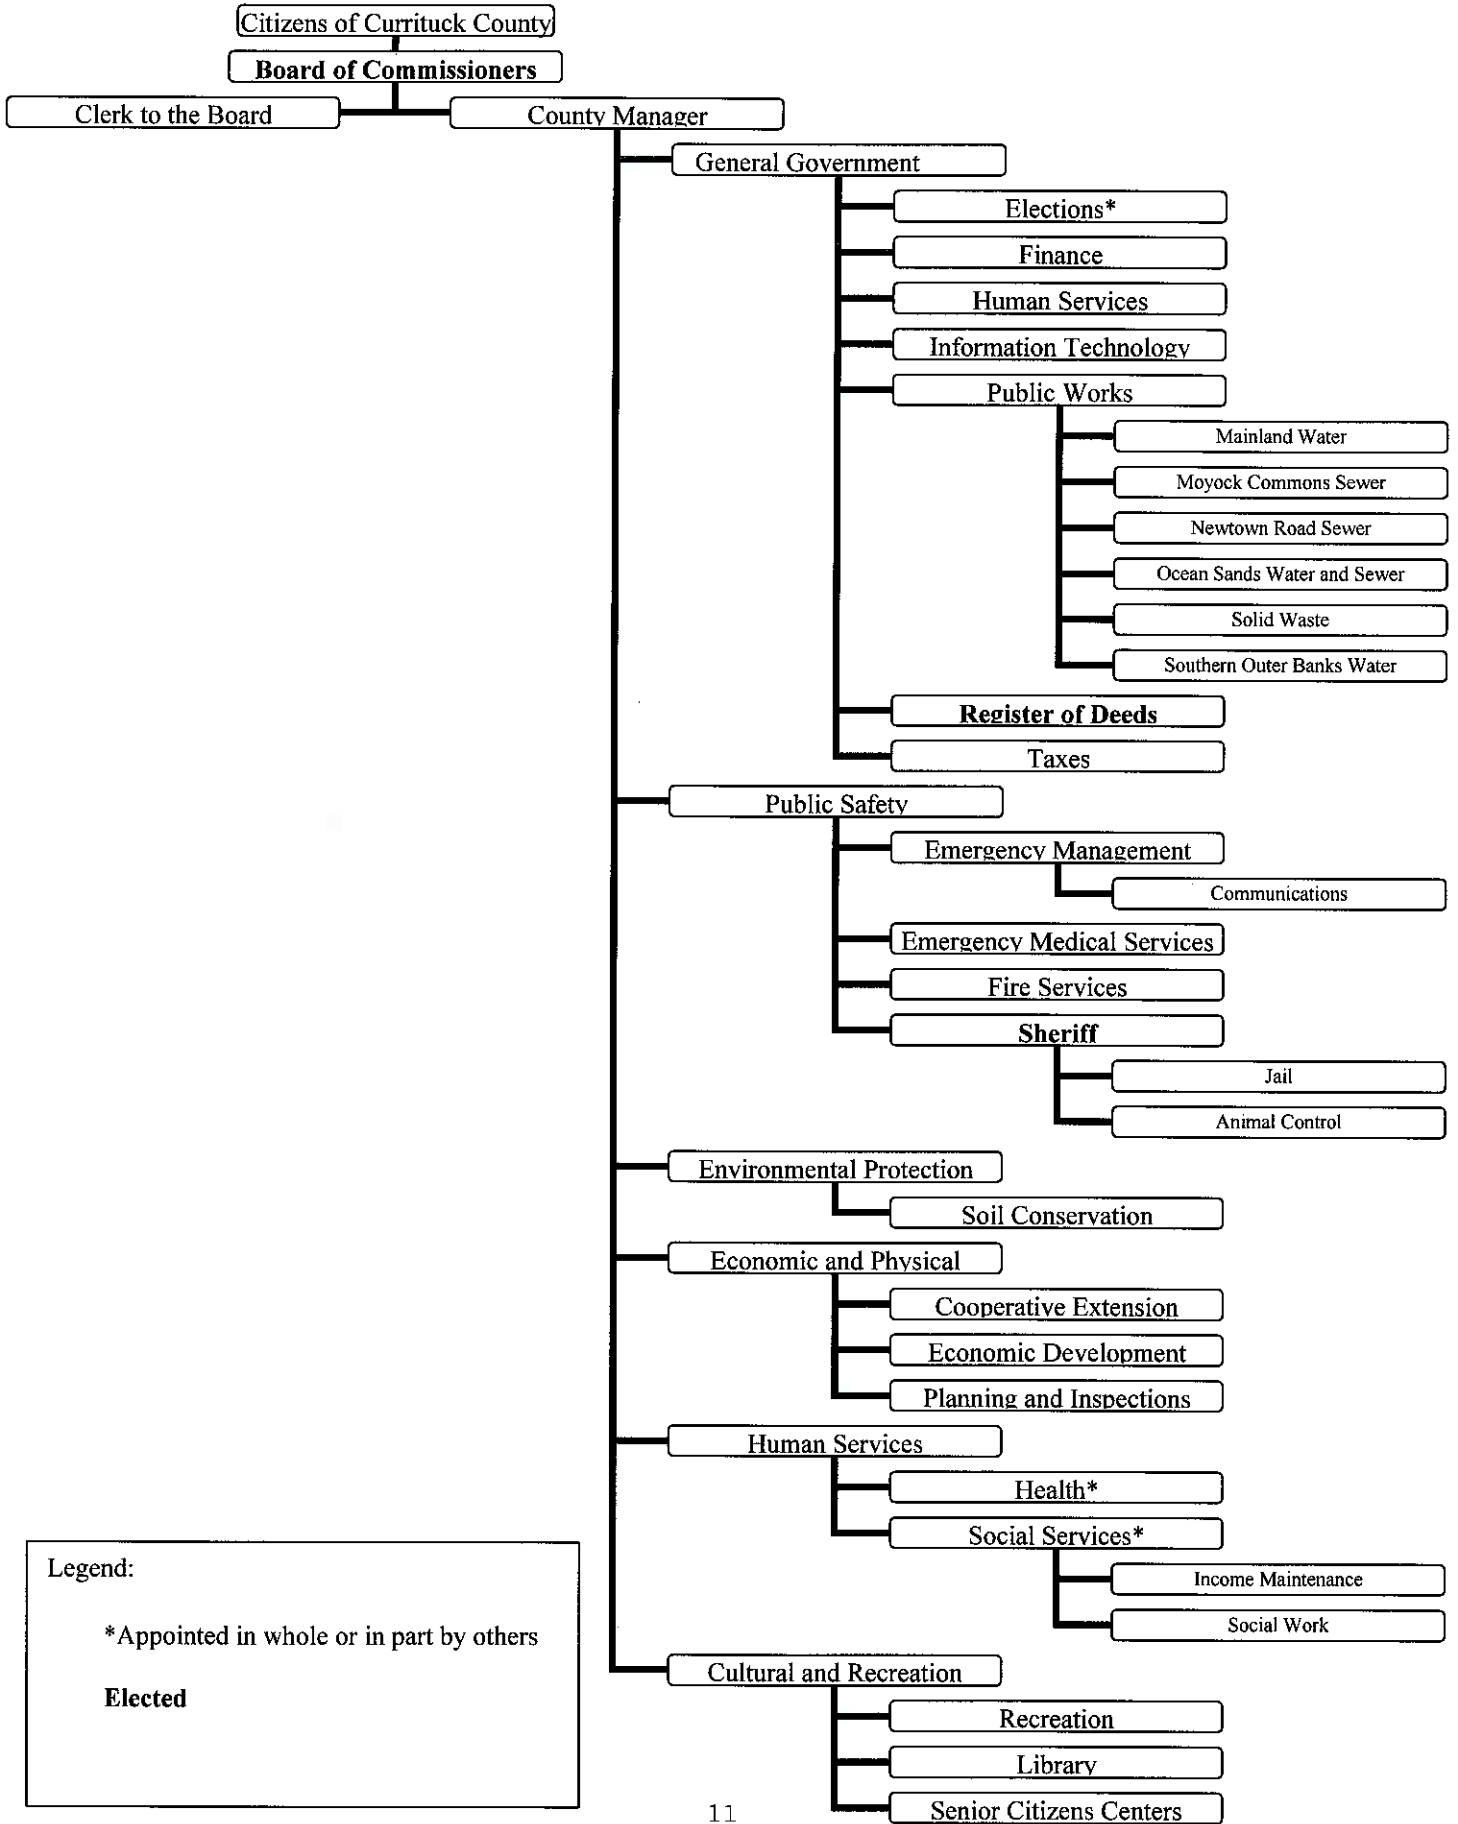 Citizens of Currituck County
Board of Commissioners
Clerk to the Board
County Manager
General Government
Elections*
Finance
Human Services
Information Technology
Public Works
Mainland Water
Moyock Commons Sewer
Newtown Road Sewer
Ocean Sands Water and Sewer
Solid Waste
Southern Outer Banks Water
Register of Deeds
Taxes
Public Safety
Emergency Management
Communications
Emergency Medical Services
Fire Services
Sheriff
Jail
Animal Control
Environmental Protection
Soil Conservation
Economic and Physical
Cooperative Extension
Economic Development
Planning and Inspections
Human Services
Health*
Social Services*
Income Maintenance
Social Work
Cultural and Recreation
Recreation
Library
Senior Citizens Centers
Legend:
*Appointed in whole or in part by others
Elected
11